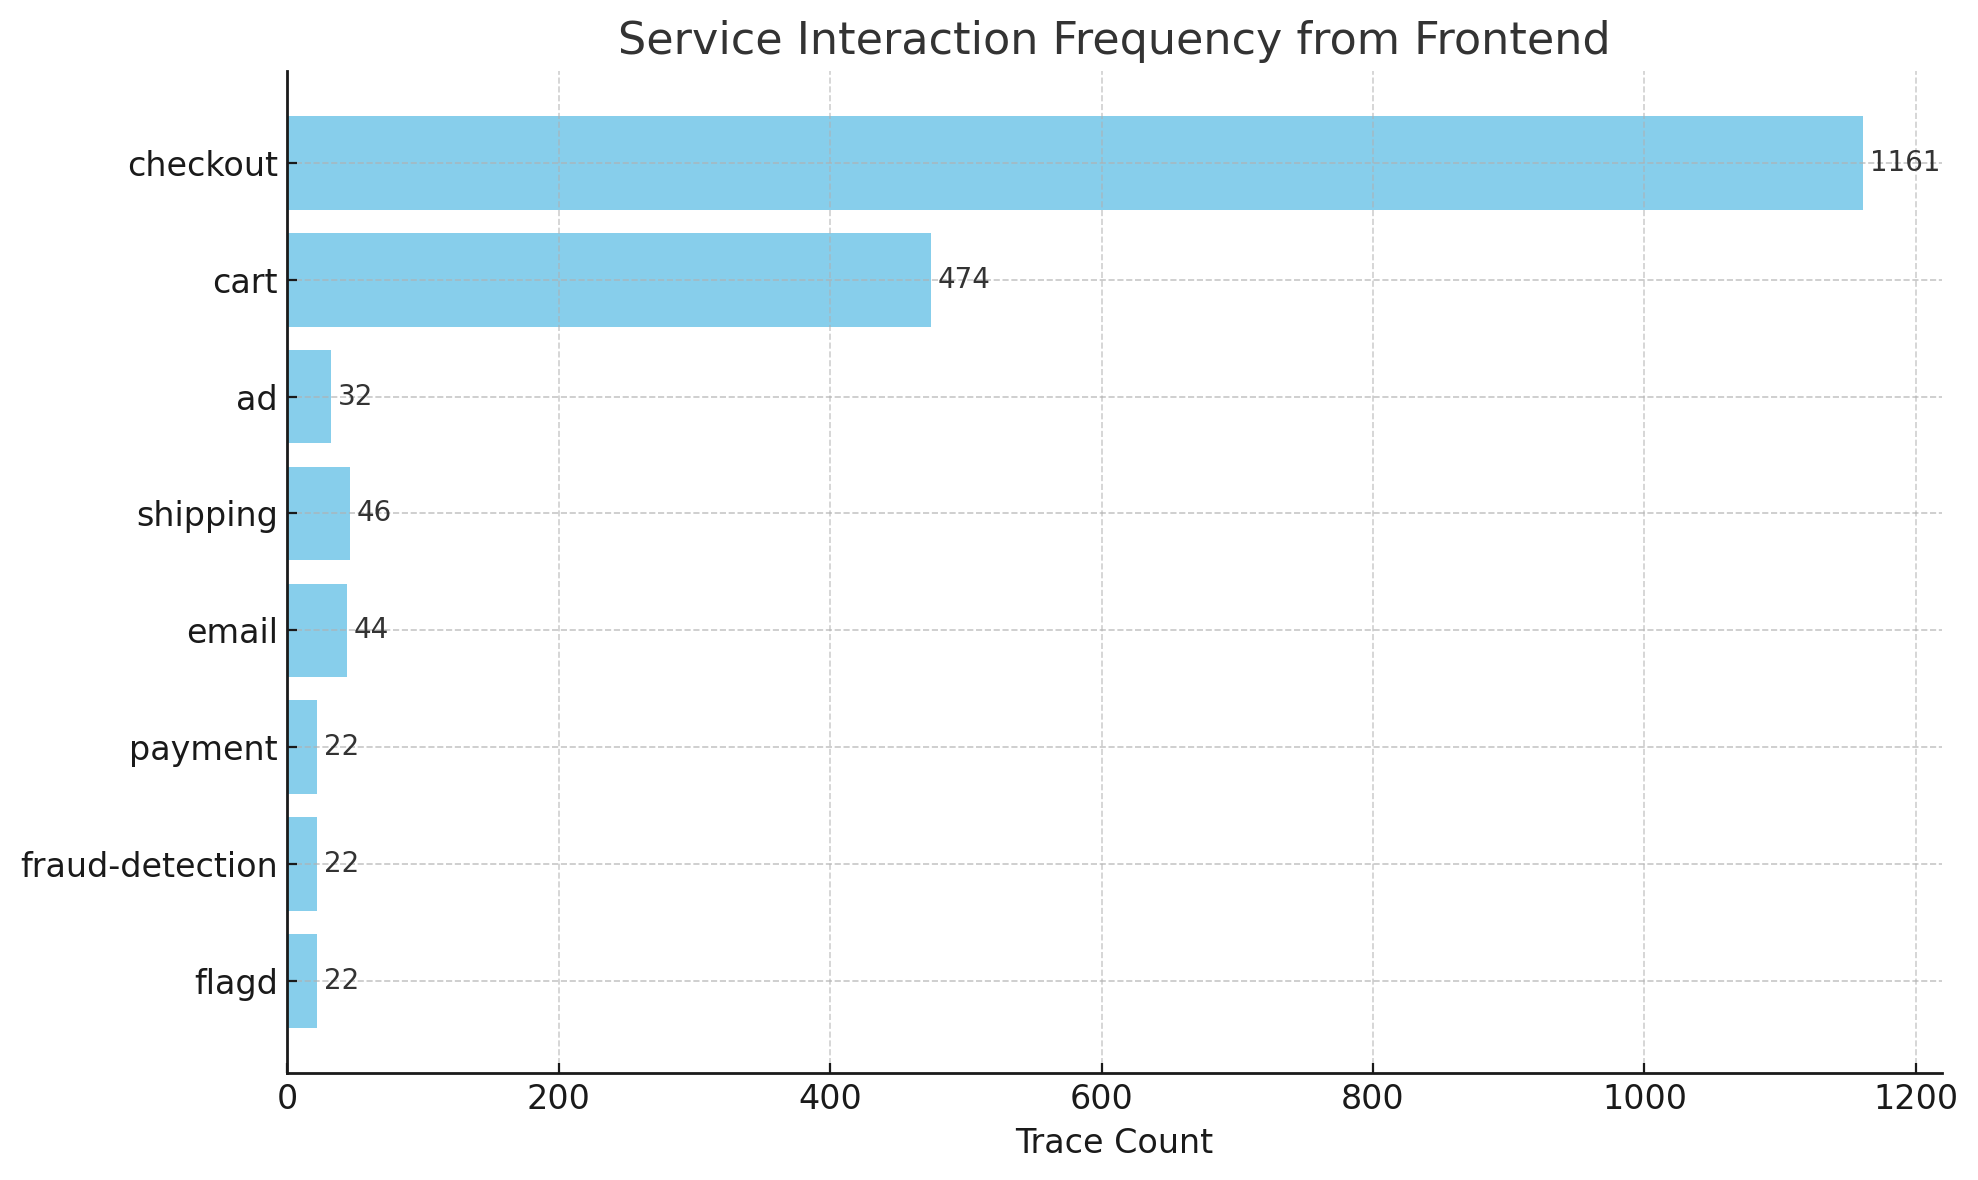 Service Interaction Frequency from Frontend
checkout 1161
cart 474
ad 32
shipping 46
email 44
payment 22
fraud-detection 22
flagd 22
0 200 400 600 800 1000 1200
Trace Count